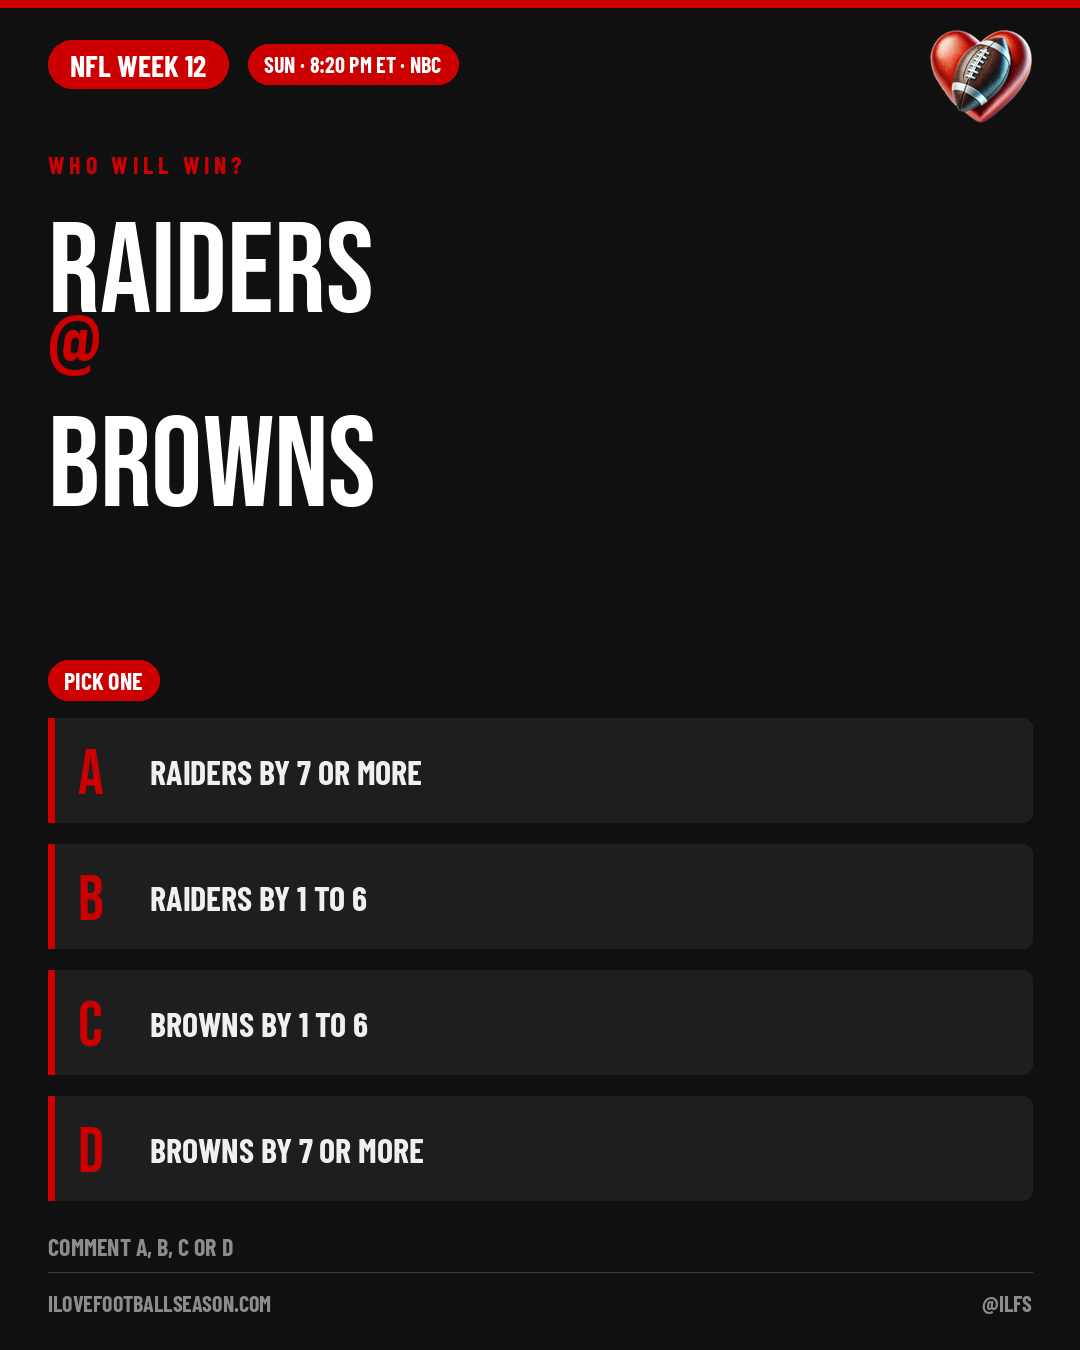 NFL WEEK 12
SUN · 8:20 PM ET · NBC
WHO WILL WIN?
RAIDERS
@
BROWNS
PICK ONE
A RAIDERS BY 7 OR MORE
B RAIDERS BY 1 TO 6
C BROWNS BY 1 TO 6
D BROWNS BY 7 OR MORE
COMMENT A, B, C OR D
ILOVEFOOTBALLSEASON.COM
@ILFS